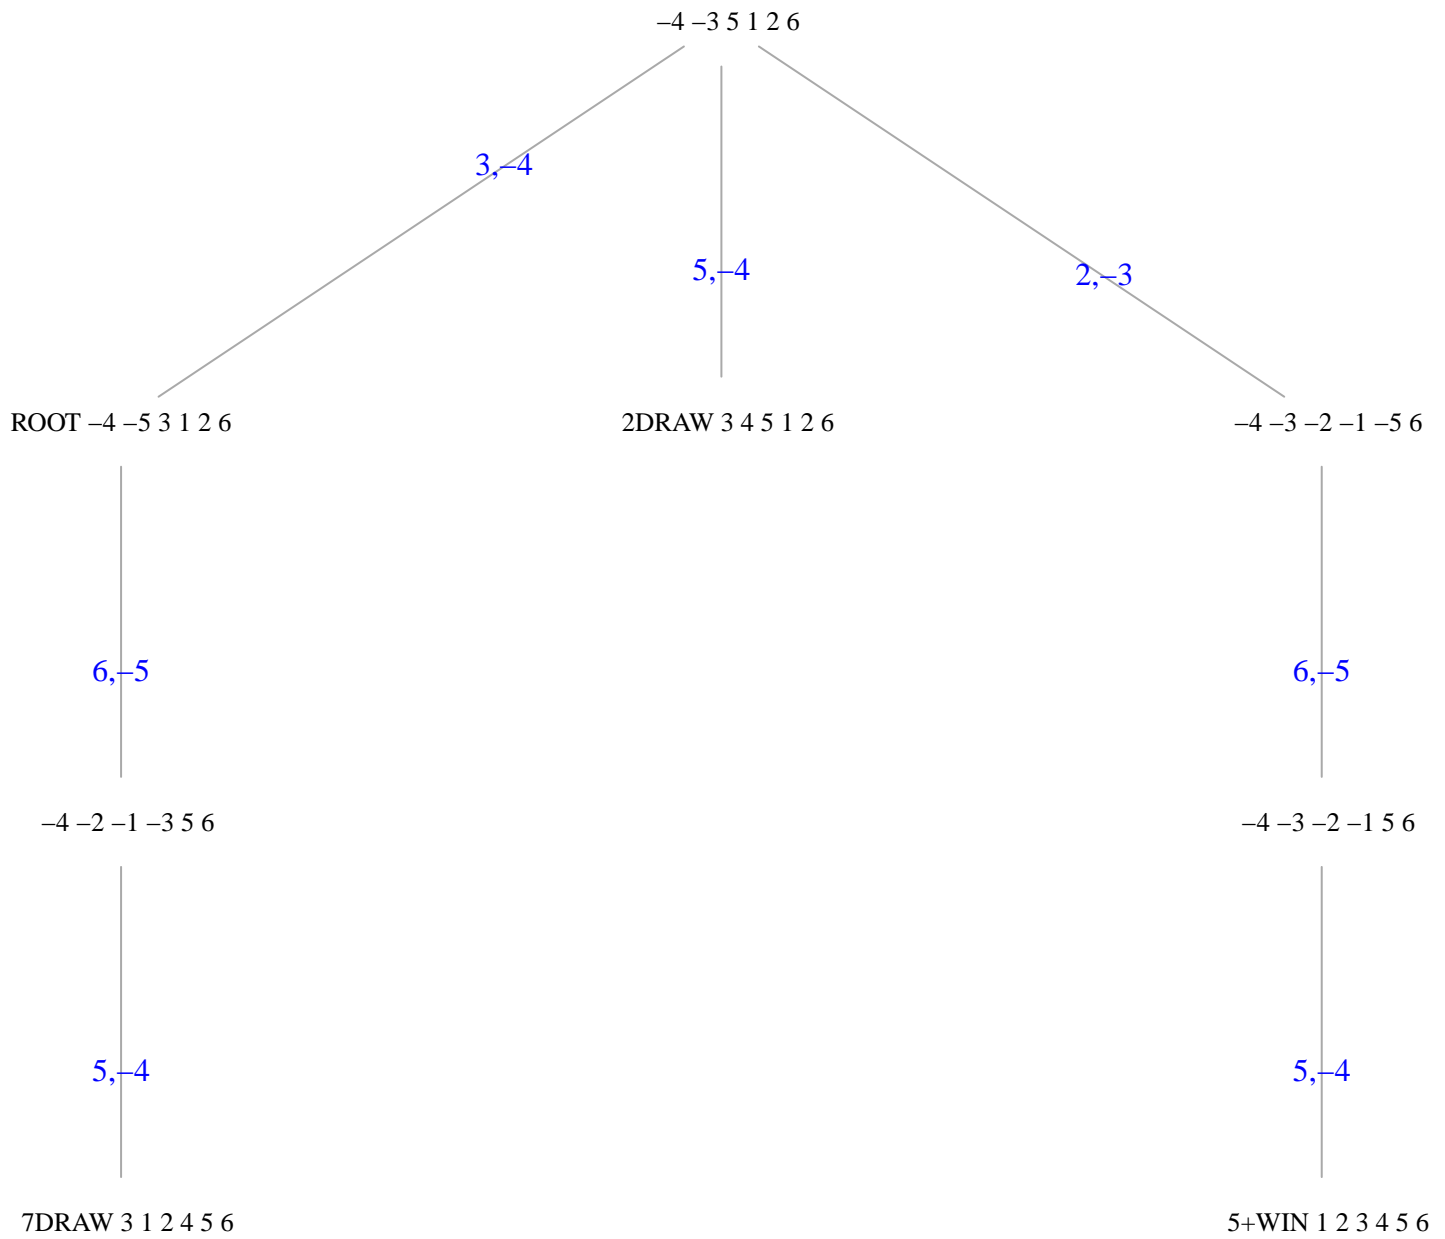 –4 –3 5 1 2 6
3,–4
5,–4
2,–3
ROOT –4 –5 3 1 2 6
2DRAW 3 4 5 1 2 6
–4 –3 –2 –1 –5 6
6,–5
6,–5
–4 –2 –1 –3 5 6
–4 –3 –2 –1 5 6
5,–4
5,–4
7DRAW 3 1 2 4 5 6
5+WIN 1 2 3 4 5 6